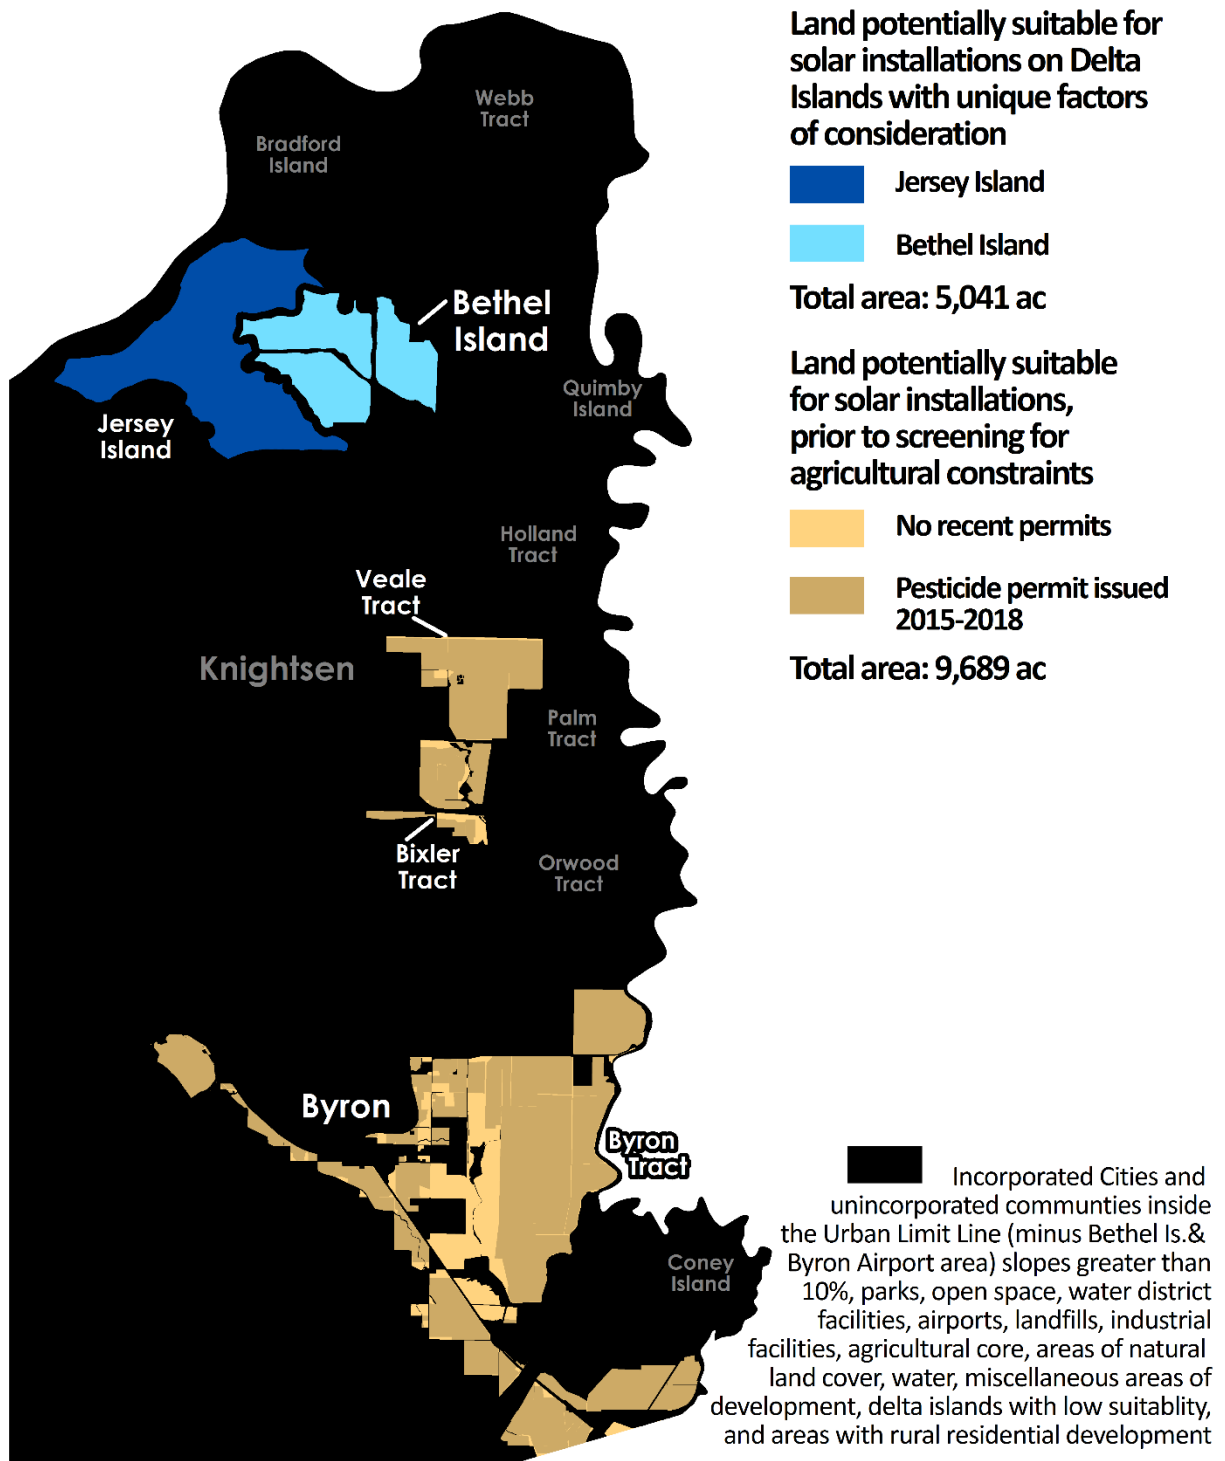 Land potentially suitable for
solar installations on Delta
Islands with unique factors
of consideration
Jersey Island
Bethel Island
Total area: 5,041 ac
Land potentially suitable
for solar installations,
prior to screening for
agricultural constraints
No recent permits
Pesticide permit issued
2015-2018
Total area: 9,689 ac
Webb
Tract
Bradford
Island
Bethel
Island
Quimby
Island
Jersey
Island
Holland
Tract
Veale
Tract
Knightsen
Palm
Tract
Bixler
Tract
Orwood
Tract
Byron
Byron
Tract
Coney
Island
Incorporated Cities and
unincorporated communties inside
the Urban Limit Line (minus Bethel Is.&
Byron Airport area) slopes greater than
10%, parks, open space, water district
facilities, airports, landfills, industrial
facilities, agricultural core, areas of natural
land cover, water, miscellaneous areas of
development, delta islands with low suitablity,
and areas with rural residential development